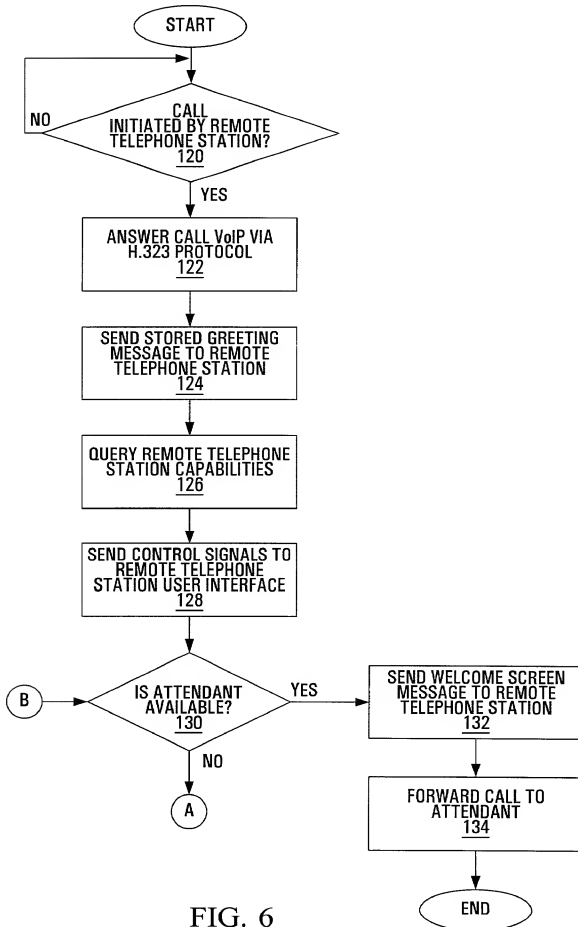 START
CALL
INITIATED BY REMOTE
TELEPHONE STATION?
120
NO
YES
ANSWER CALL VoIP VIA
H.323 PROTOCOL
122
SEND STORED GREETING
MESSAGE TO REMOTE
TELEPHONE STATION
124
QUERY REMOTE TELEPHONE
STATION CAPABILITIES
126
SEND CONTROL SIGNALS TO
REMOTE TELEPHONE
STATION USER INTERFACE
128
B
IS ATTENDANT
AVAILABLE?
130
YES
NO
A
SEND WELCOME SCREEN
MESSAGE TO REMOTE
TELEPHONE STATION
132
FORWARD CALL TO
ATTENDANT
134
END
FIG. 6